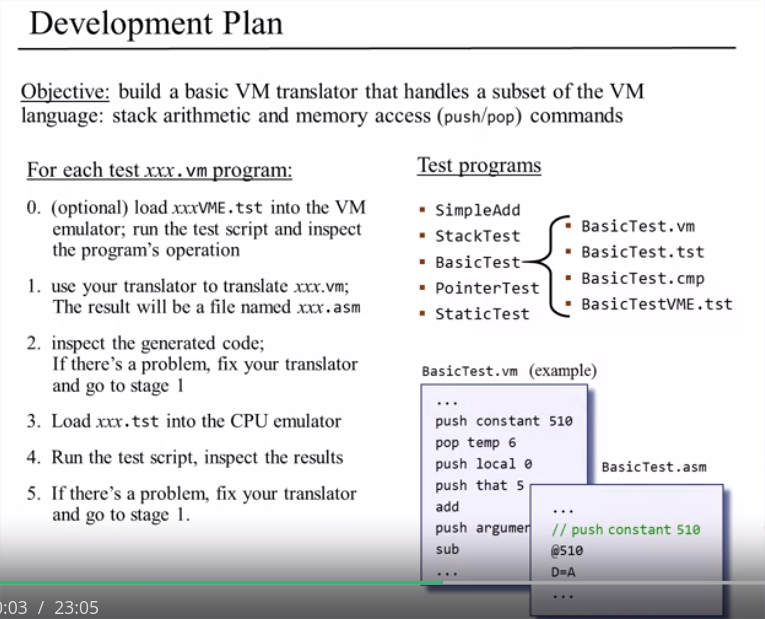 Development Plan
Objective: build a basic VM translator that handles a subset of the VM
language: stack arithmetic and memory access (push/pop) commands
For each test xxx.vm program:
0. (optional) load xxxVME.tst into the VM
emulator; run the test script and inspect
the program's operation
1. use your translator to translate xxx.vm;
The result will be a file named xxx.asm
2. inspect the generated code;
If there's a problem, fix your translator
and go to stage 1
3. Load xxx.tst into the CPU emulator
4. Run the test script, inspect the results
5. If there's a problem, fix your translator
and go to stage 1.
Test programs
▪ SimpleAdd
▪ StackTest
▪ BasicTest
▪ PointerTest
▪ StaticTest
▪ BasicTest.vm
▪ BasicTest.tst
▪ BasicTest.cmp
▪ BasicTestVME.tst
BasicTest.vm (example)
...
push constant 510
pop temp 6
push local 0
push that 5
add
push argumen
sub
...
BasicTest.asm
...
// push constant 510
@510
D=A
...
:03 / 23:05